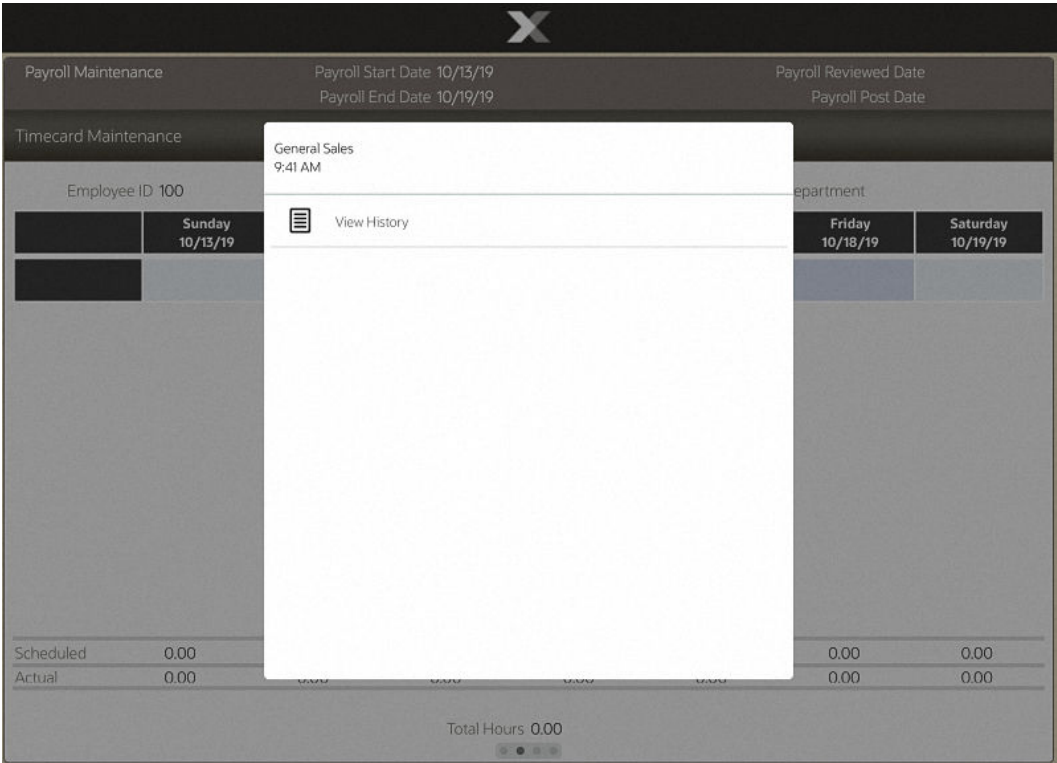 Payroll Maintenance Payroll Start Date 10/13/19 Payroll Reviewed Date
Payroll End Date 10/19/19 Payroll Post Date
Timecard Maintenance
General Sales
9:41 AM
Employee ID 100
View History
Sunday Friday Saturday
10/13/19 10/18/19 10/19/19
Scheduled 0.00 0.00 0.00
Actual 0.00 0.00 0.00
Total Hours 0.00